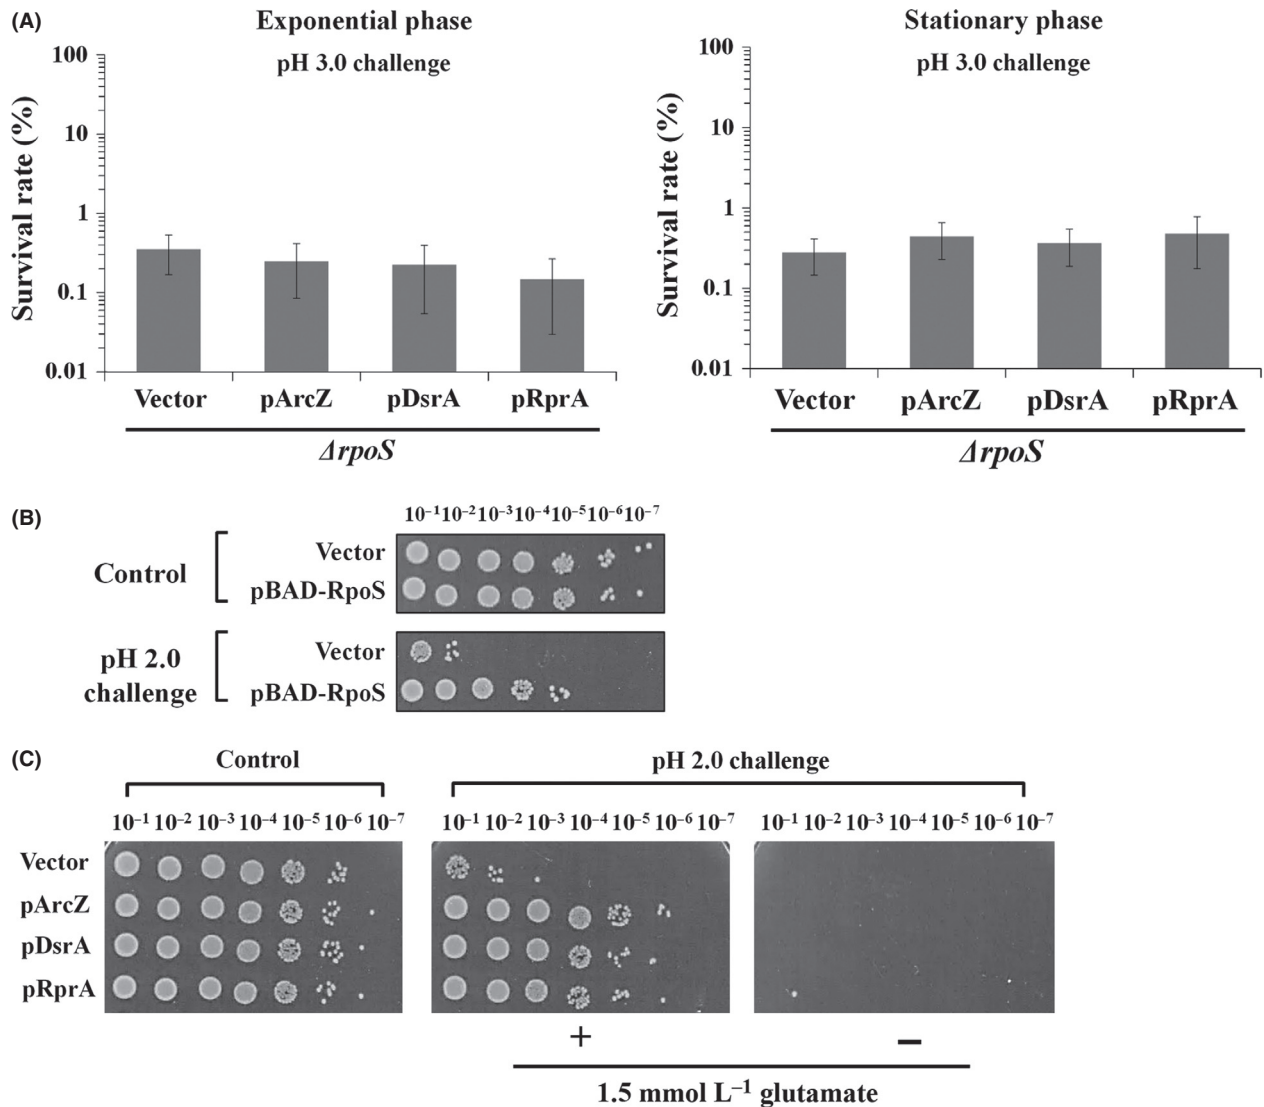 (A)
Exponential phase
pH 3.0 challenge
Survival rate (%)
100
10
1
0.1
0.01
Vector pArcZ pDsrA pRprA
ΔrpoS
Stationary phase
pH 3.0 challenge
Survival rate (%)
100
10
1
0.1
0.01
Vector pArcZ pDsrA pRprA
ΔrpoS
(B)
10⁻¹ 10⁻² 10⁻³ 10⁻⁴ 10⁻⁵ 10⁻⁶ 10⁻⁷
Control
Vector
pBAD-RpoS
pH 2.0
challenge
Vector
pBAD-RpoS
(C)
Control
pH 2.0 challenge
10⁻¹ 10⁻² 10⁻³ 10⁻⁴ 10⁻⁵ 10⁻⁶ 10⁻⁷
10⁻¹ 10⁻² 10⁻³ 10⁻⁴ 10⁻⁵ 10⁻⁶ 10⁻⁷
10⁻¹ 10⁻² 10⁻³ 10⁻⁴ 10⁻⁵ 10⁻⁶ 10⁻⁷
Vector
pArcZ
pDsrA
pRprA
+ −
1.5 mmol L⁻¹ glutamate